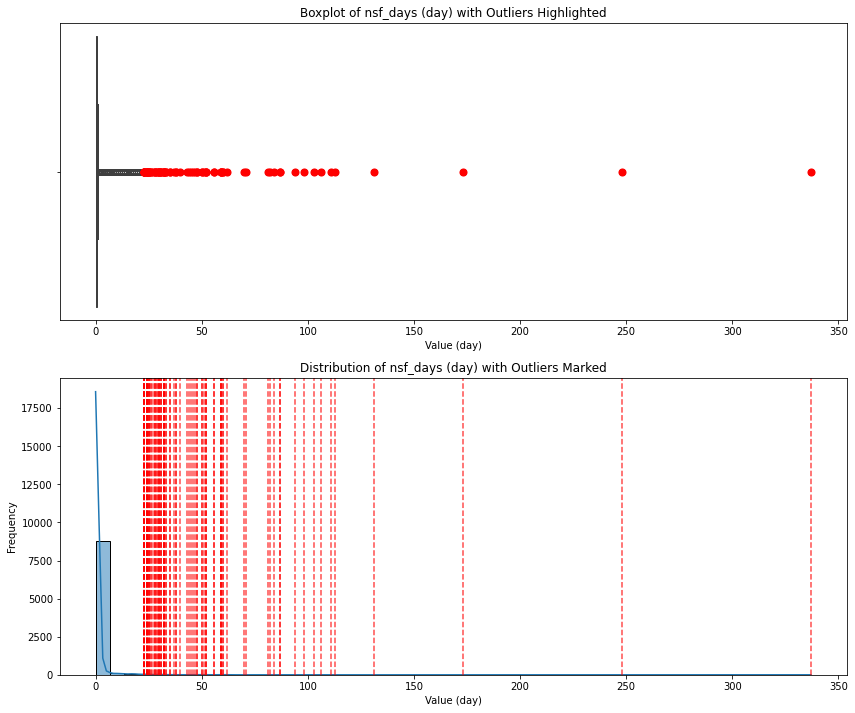 Boxplot of nsf_days (day) with Outliers Highlighted
0 50 100 150 200 250 300 350
Value (day)
Distribution of nsf_days (day) with Outliers Marked
17500
15000
12500
10000
7500
5000
2500
0
Frequency
0 50 100 150 200 250 300 350
Value (day)